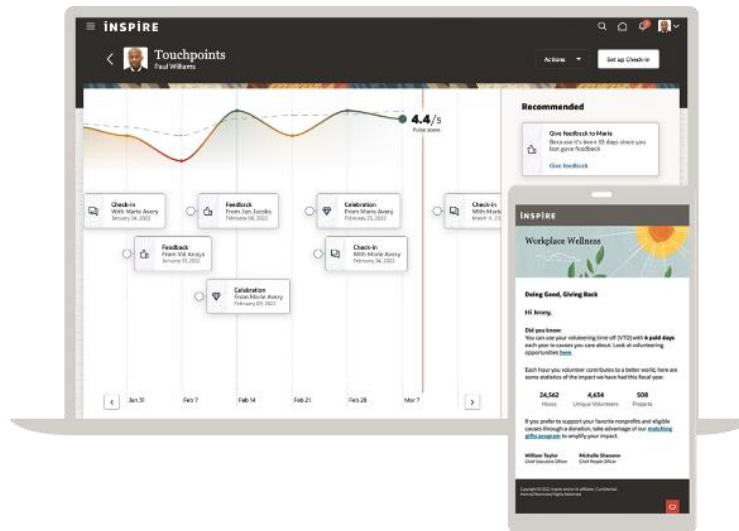 iNSPIRE
Touchpoints
Paul Williams
Actions
Set up Check-in
4.4/5
Pulse score
Recommended
Give feedback to Marie
Because it's been 33 days since you
last gave feedback
Give feedback
Check-in
With Marie Avery
January 24, 2022
Feedback
From Jen Jacobs
February 08, 2022
Celebration
From Marie Avery
February 25, 2022
Check-in
With Marie
Feedback
From Val Anaya
January 31, 2022
Check-in
With Marie Avery
February 24, 2022
Celebration
From Marie Avery
February 09, 2022
Jan 31
Feb 7
Feb 14
Feb 21
Feb 28
Mar 7
iNSPIRE
Workplace Wellness
Doing Good, Giving Back
Hi Jenny,
Did you know
You can use your volunteering time off (VTO) with 6 paid days
each year to causes you care about. Look at volunteering
opportunities here.
Each hour you volunteer contributes to a better world, here are
some statistics of the impact we have had this fiscal year.
24,562 4,634 508
Hours Unique Volunteers Projects
If you prefer to support your favorite nonprofits and eligible
causes through a donation, take advantage of our matching
gifts program to amplify your impact.
William Taylor Michelle Shannon
Chief Executive Officer Chief People Officer